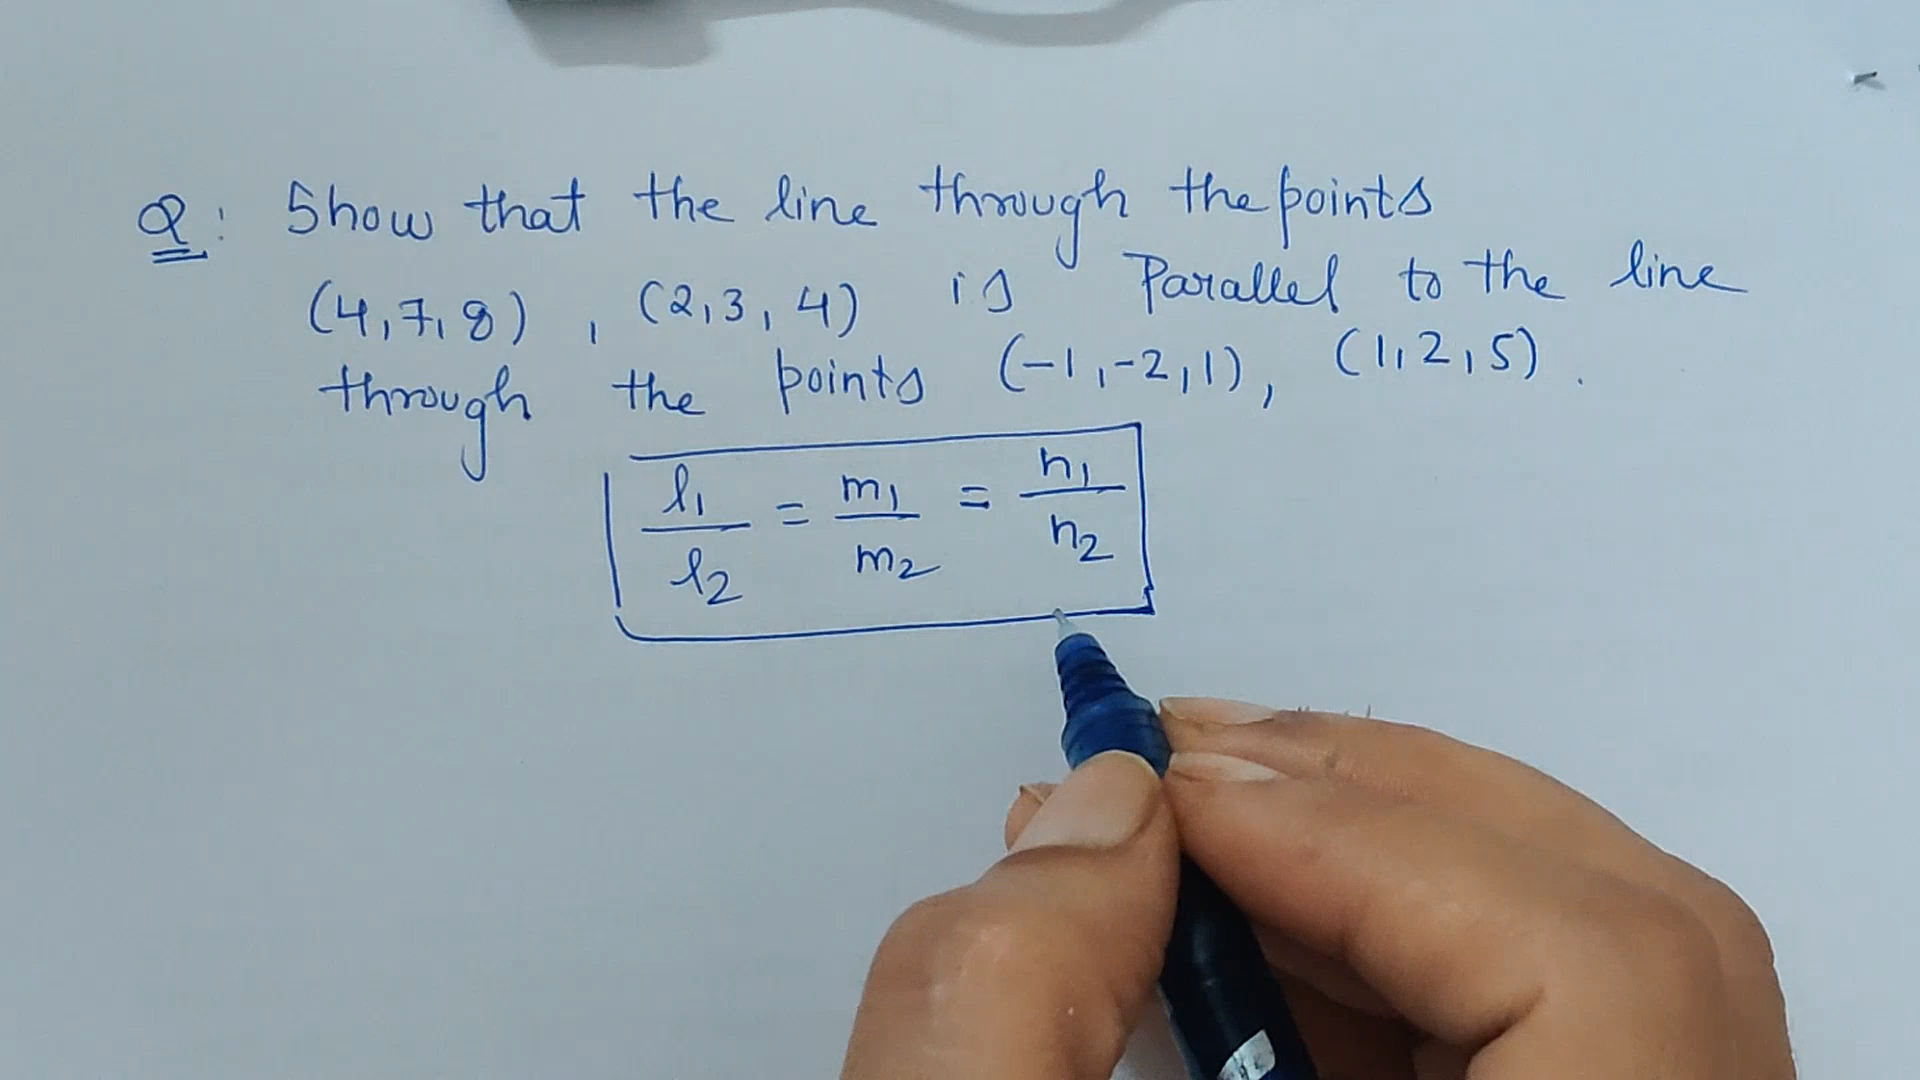 Q: Show that the line through the points
(4,7,8), (2,3,4) is Parallel to the line
through the points (-1,-2,1), (1,2,5).
l1/l2 = m1/m2 = n1/n2